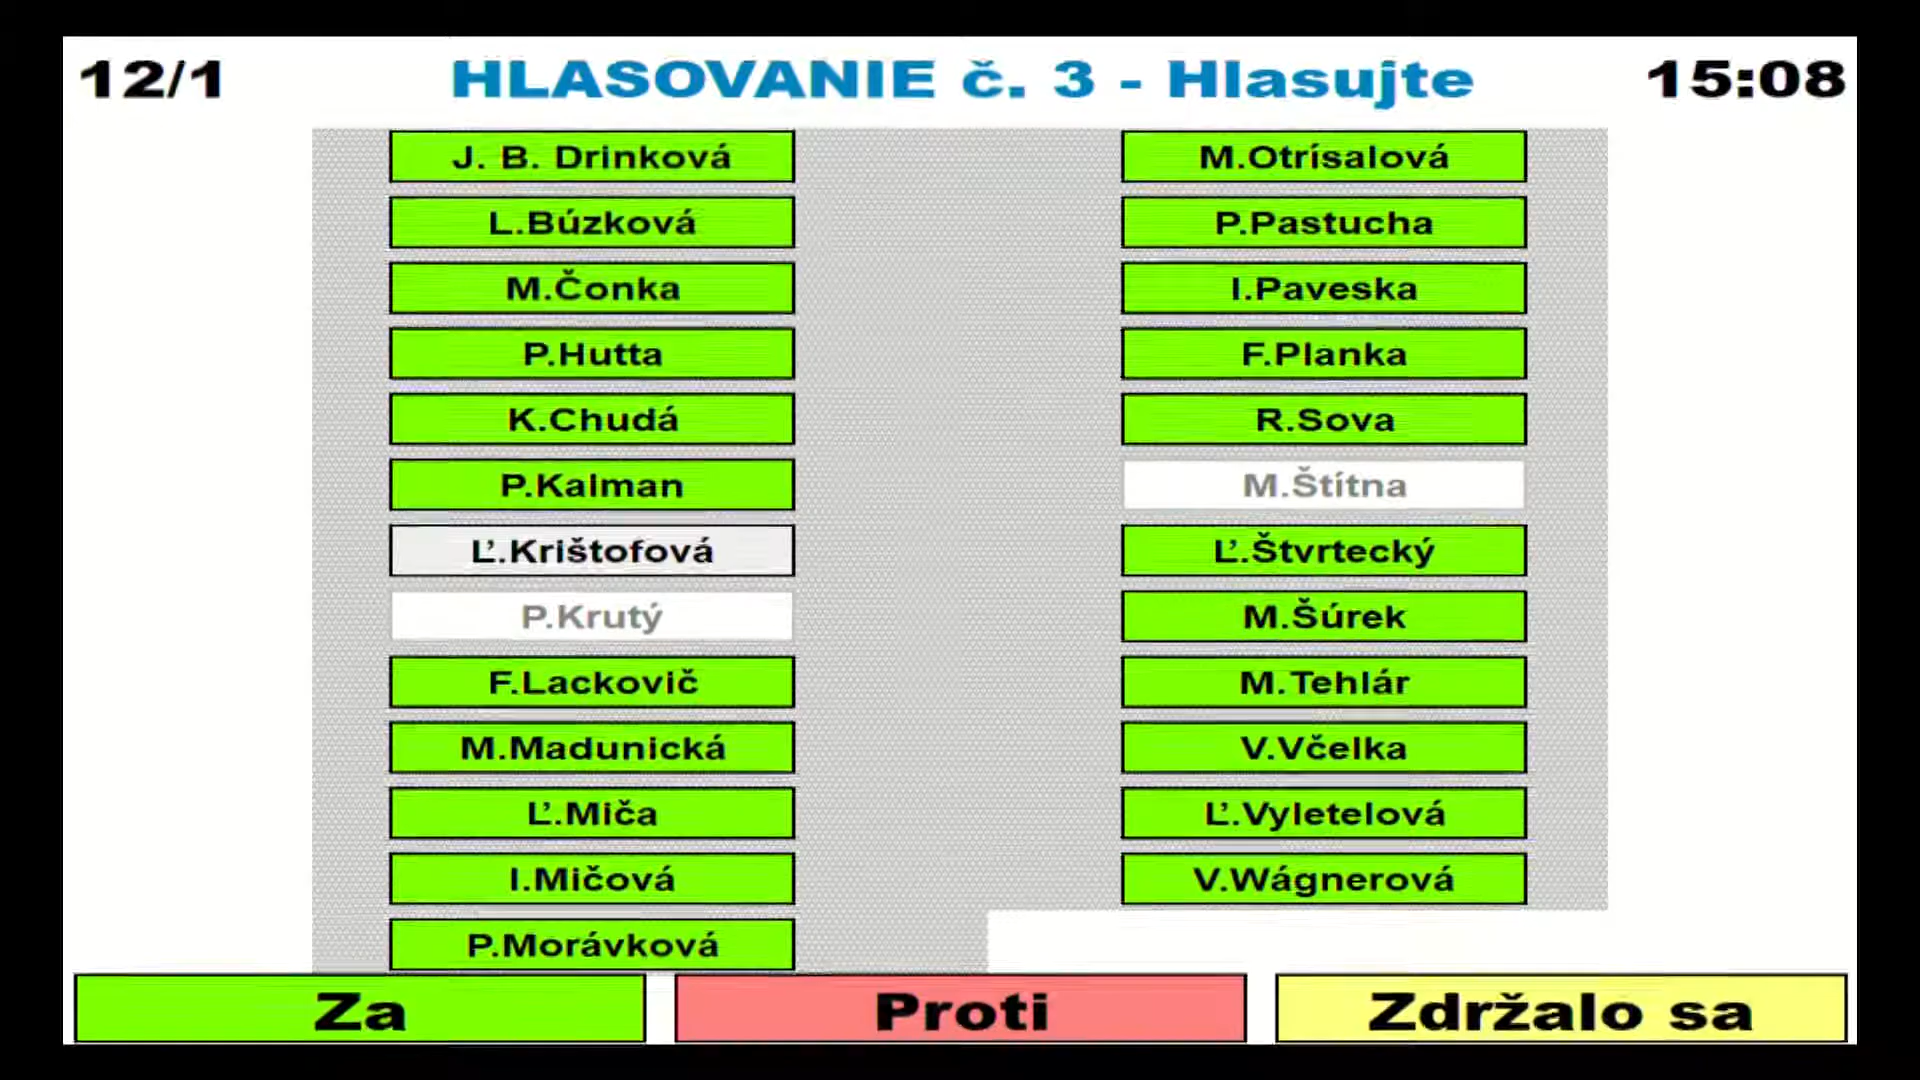 12/1 HLASOVANIE č. 3 - Hlasujte 15:08
J. B. Drinková
L.Búzková
M.Čonka
P.Hutta
K.Chudá
P.Kalman
Ľ.Krištofová
P.Krutý
F.Lackovič
M.Madunická
Ľ.Miča
I.Mičová
P.Morávková
M.Otrísalová
P.Pastucha
I.Paveska
F.Planka
R.Sova
M.Štítna
Ľ.Štvrtecký
M.Šúrek
M.Tehlár
V.Včelka
Ľ.Vyletelová
V.Wágnerová
Za Proti Zdržalo sa